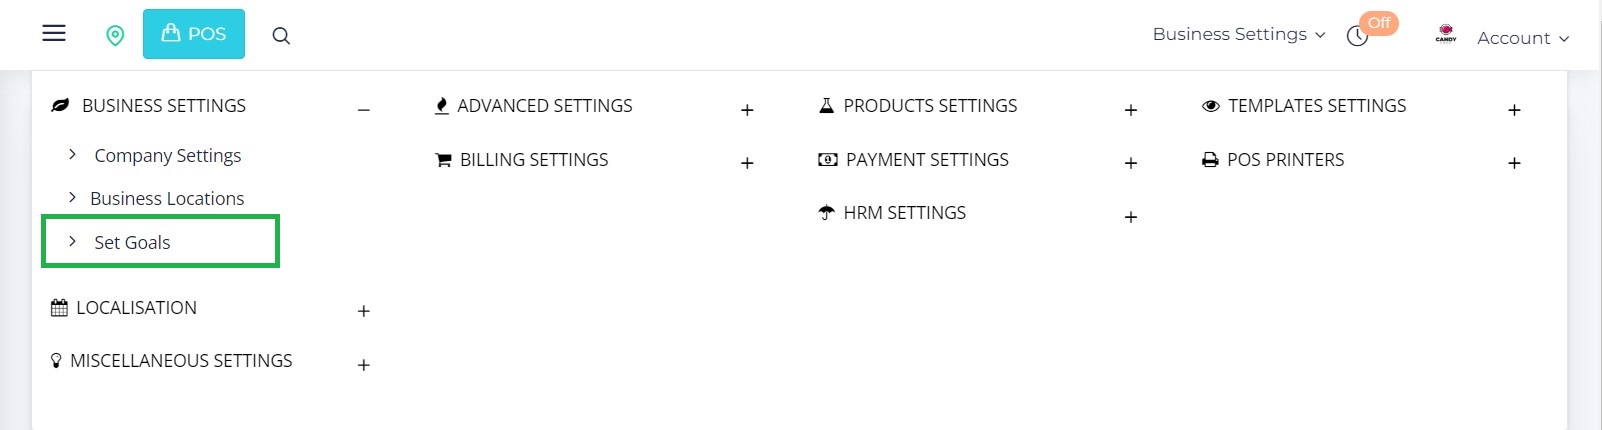 POS
Business Settings
Off
CANDY
Account
BUSINESS SETTINGS
Company Settings
Business Locations
Set Goals
LOCALISATION
MISCELLANEOUS SETTINGS
ADVANCED SETTINGS
BILLING SETTINGS
PRODUCTS SETTINGS
PAYMENT SETTINGS
HRM SETTINGS
TEMPLATES SETTINGS
POS PRINTERS